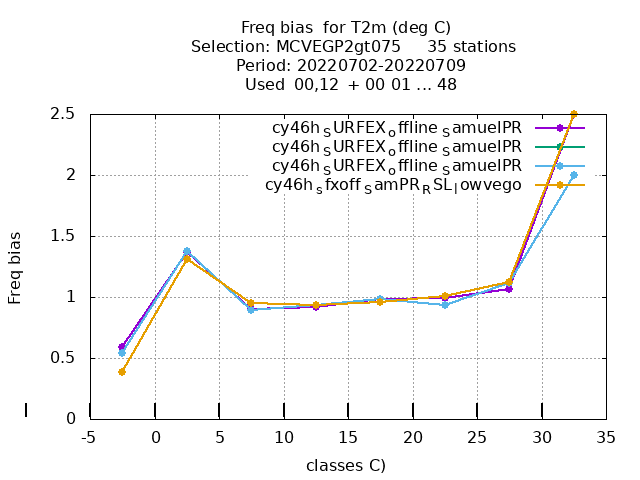 Freq bias for T2m (deg C)
Selection: MCVEGP2gt075 35 stations
Period: 20220702-20220709
Used 00,12 + 00 01 ... 48
cy46h_SURFEX_offline_SamuelPR
cy46h_SURFEX_offline_SamuelPR
cy46h_SURFEX_offline_SamuelPR
cy46h_sfxoff_SamPR_RSL_lowvego
Freq bias
2.5
2
1.5
1
0.5
0
-5 0 5 10 15 20 25 30 35
classes C)